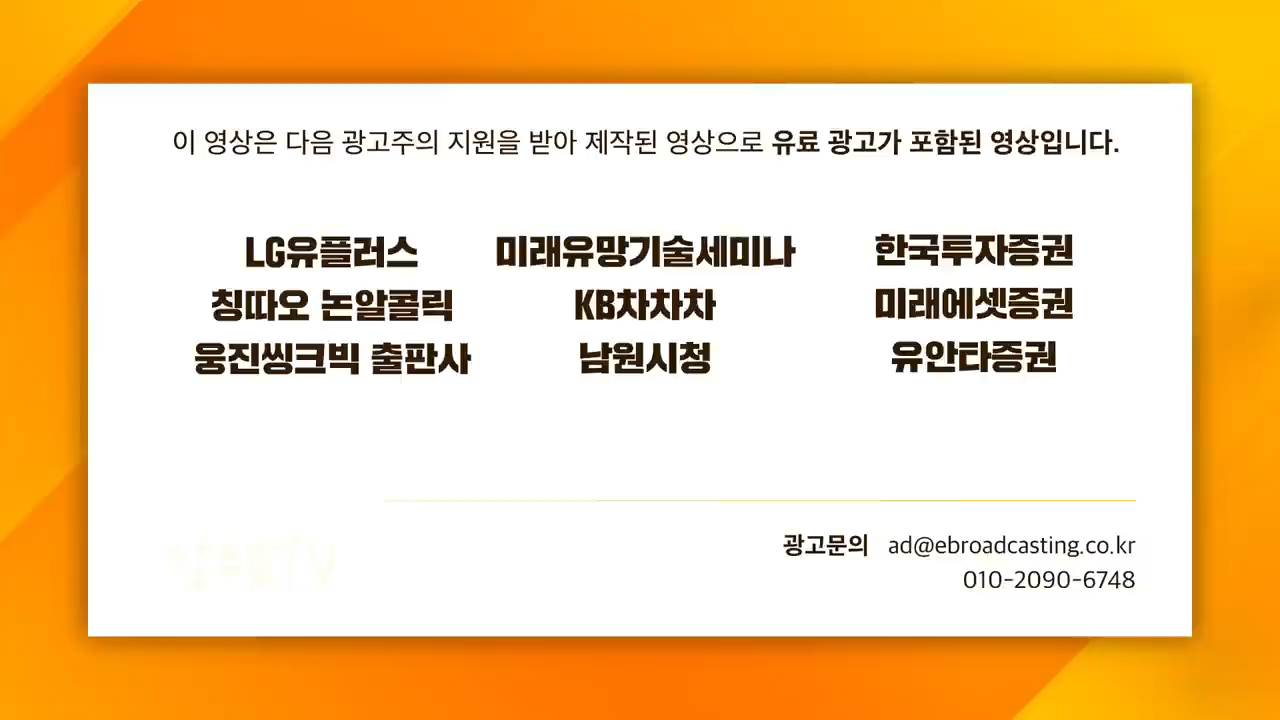 이 영상은 다음 광고주의 지원을 받아 제작된 영상으로 유료 광고가 포함된 영상입니다.
LG유플러스 미래유망기술세미나 한국투자증권
칭따오 논알콜릭 KB차차차 미래에셋증권
웅진씽크빅 출판사 남원시청 유안타증권
광고문의 ad@ebroadcasting.co.kr
010-2090-6748